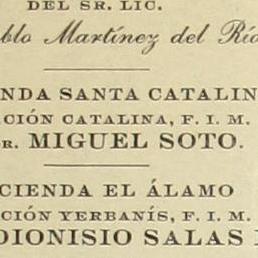 DEL SR. LIC.
blo Martínez del Río
NDA SANTA CATALIN
CIÓN CATALINA, F. I. M.
R. MIGUEL SOTO.
CIENDA EL ÁLAMO
CIÓN YERBANÍS, F. I. M.
DIONISIO SALAS